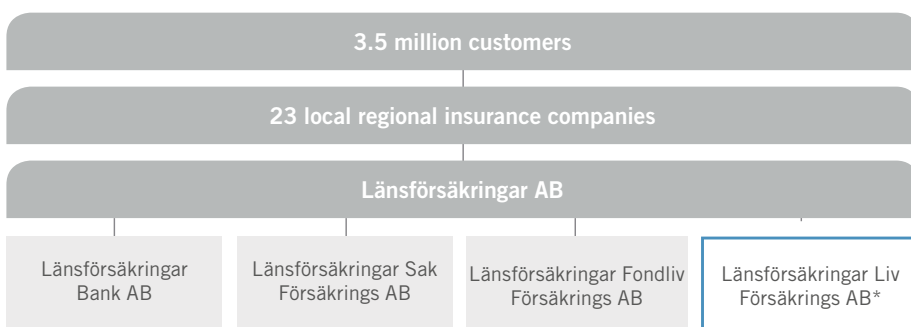 3.5 million customers
23 local regional insurance companies
Länsförsäkringar AB
Länsförsäkringar
Bank AB
Länsförsäkringar Sak
Försäkrings AB
Länsförsäkringar Fondliv
Försäkrings AB
Länsförsäkringar Liv
Försäkrings AB*